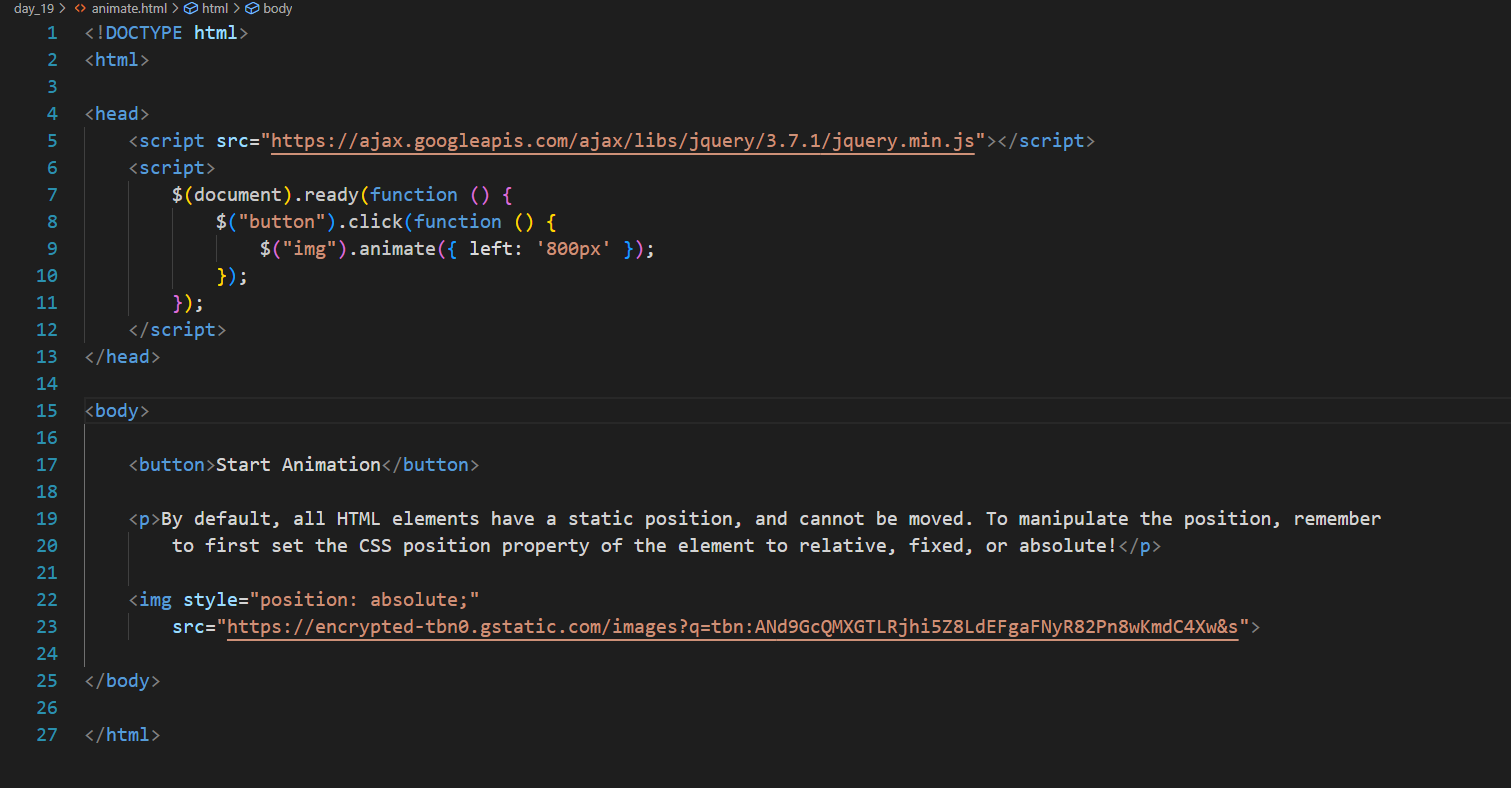 day_19 > <> animate.html > html > body
1 <!DOCTYPE html>
2 <html>
3
4 <head>
5     <script src="https://ajax.googleapis.com/ajax/libs/jquery/3.7.1/jquery.min.js"></script>
6     <script>
7         $(document).ready(function () {
8             $("button").click(function () {
9                 $("img").animate({ left: '800px' });
10             });
11         });
12     </script>
13 </head>
14
15 <body>
16
17     <button>Start Animation</button>
18
19     <p>By default, all HTML elements have a static position, and cannot be moved. To manipulate the position, remember
20         to first set the CSS position property of the element to relative, fixed, or absolute!</p>
21
22     <img style="position: absolute;"
23         src="https://encrypted-tbn0.gstatic.com/images?q=tbn:ANd9GcQMXGTLRjhi5Z8LdEFgaFNyR82Pn8wKmdC4Xw&s">
24
25 </body>
26
27 </html>